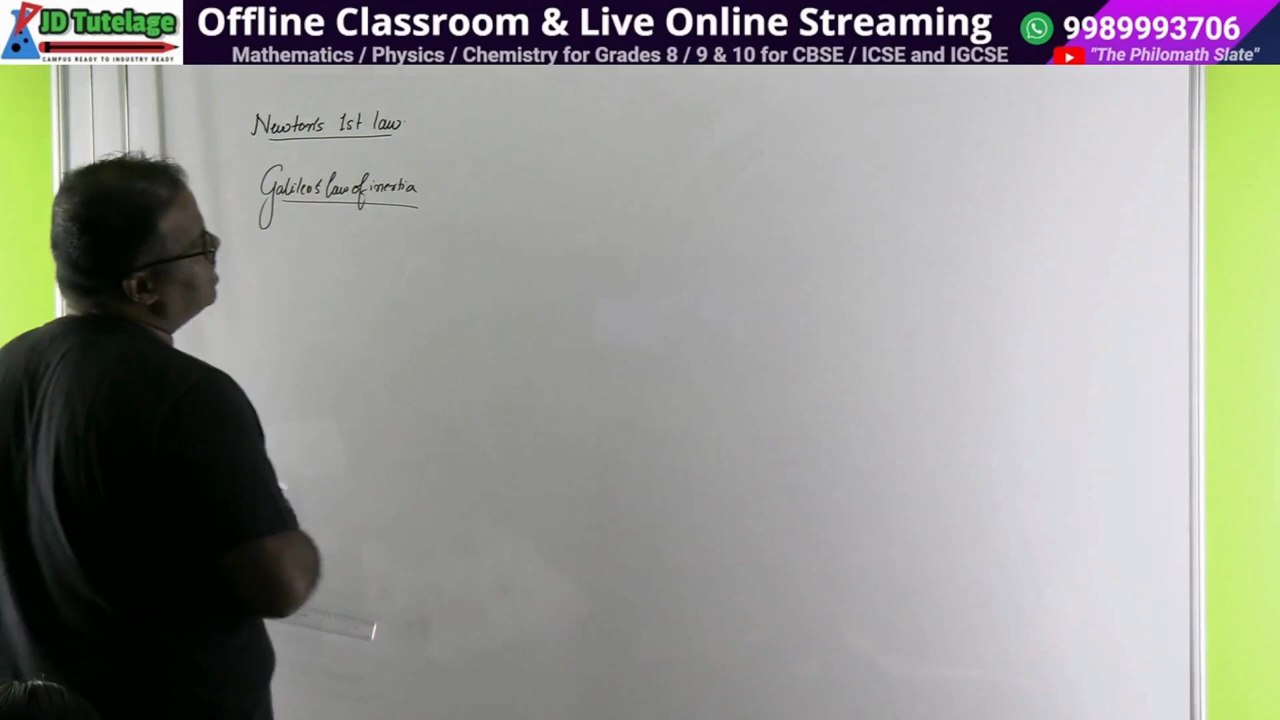 JD Tutelage
CAMPUS READY TO INDUSTRY READY
Offline Classroom & Live Online Streaming
Mathematics / Physics / Chemistry for Grades 8 / 9 & 10 for CBSE / ICSE and IGCSE
9989993706
"The Philomath Slate"
Newton's 1st law
Galileo's law of inertia